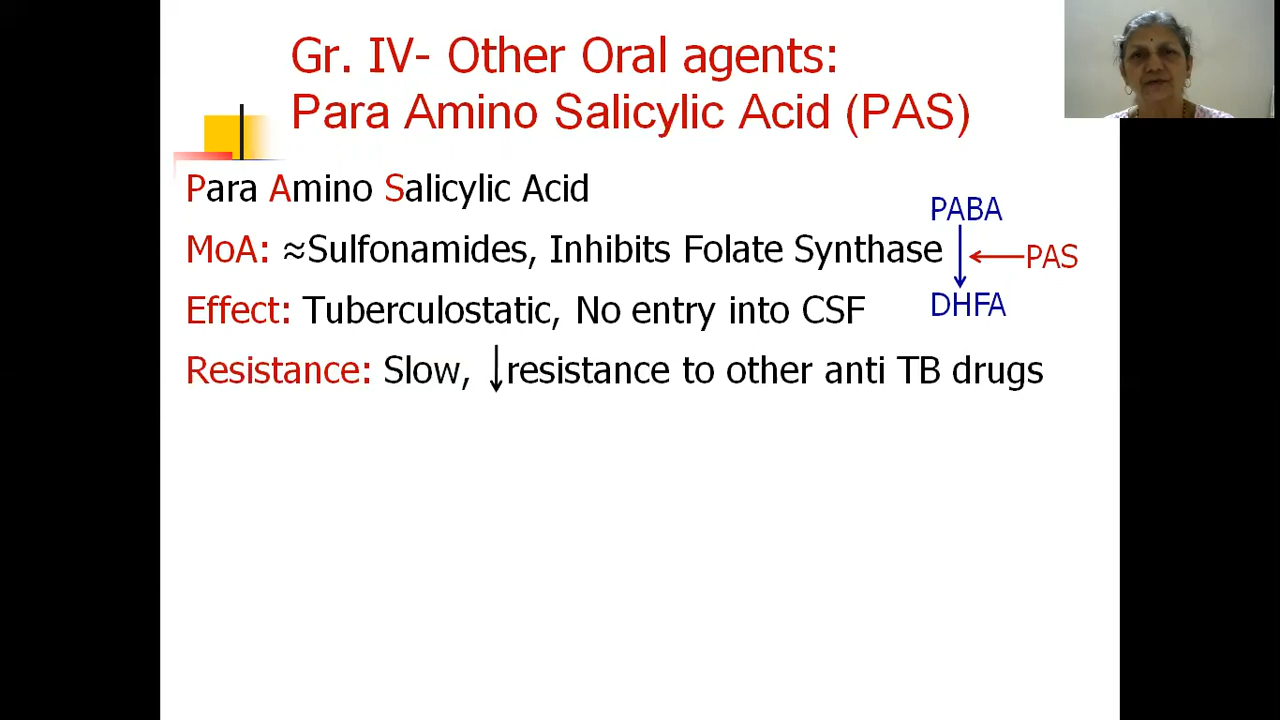 Gr. IV- Other Oral agents:
Para Amino Salicylic Acid (PAS)
Para Amino Salicylic Acid
MoA: ≈Sulfonamides, Inhibits Folate Synthase
Effect: Tuberculostatic, No entry into CSF
Resistance: Slow, ↓resistance to other anti TB drugs
PABA
PAS
DHFA